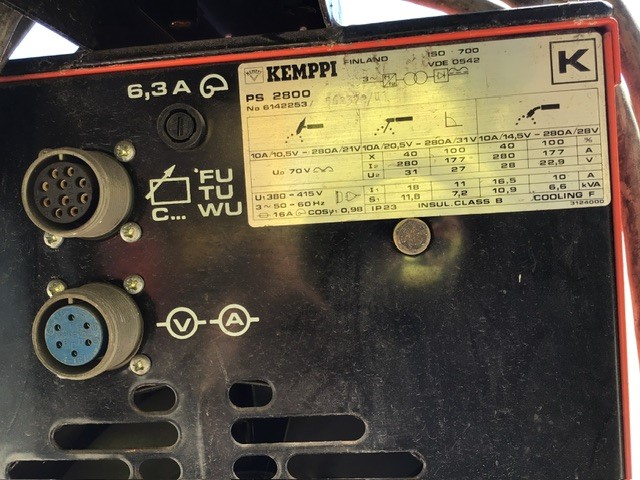 6,3 A
KEMPPI
FINLAND
ISO 700
VDE 0542
3~
K
PS 2800
No 6142253/
10A/10,5V - 280A/21V 10A/20,5V - 280A/31V 10A/14,5V - 280A/28V
X 40 100 40 100 %
U₀ 70V I₂ 280 177 280 177 A
U₂ 31 27 28 22,9 V
U₁ 380 - 415V I₁ 18 11 16,5 10 A
3~50 - 60Hz S₁ 11,8 7,2 10,9 6,6 kVA
16A COSφ 0,98 IP23 INSUL.CLASS B COOLING F
3124000
FU
TU
C... WU
V A